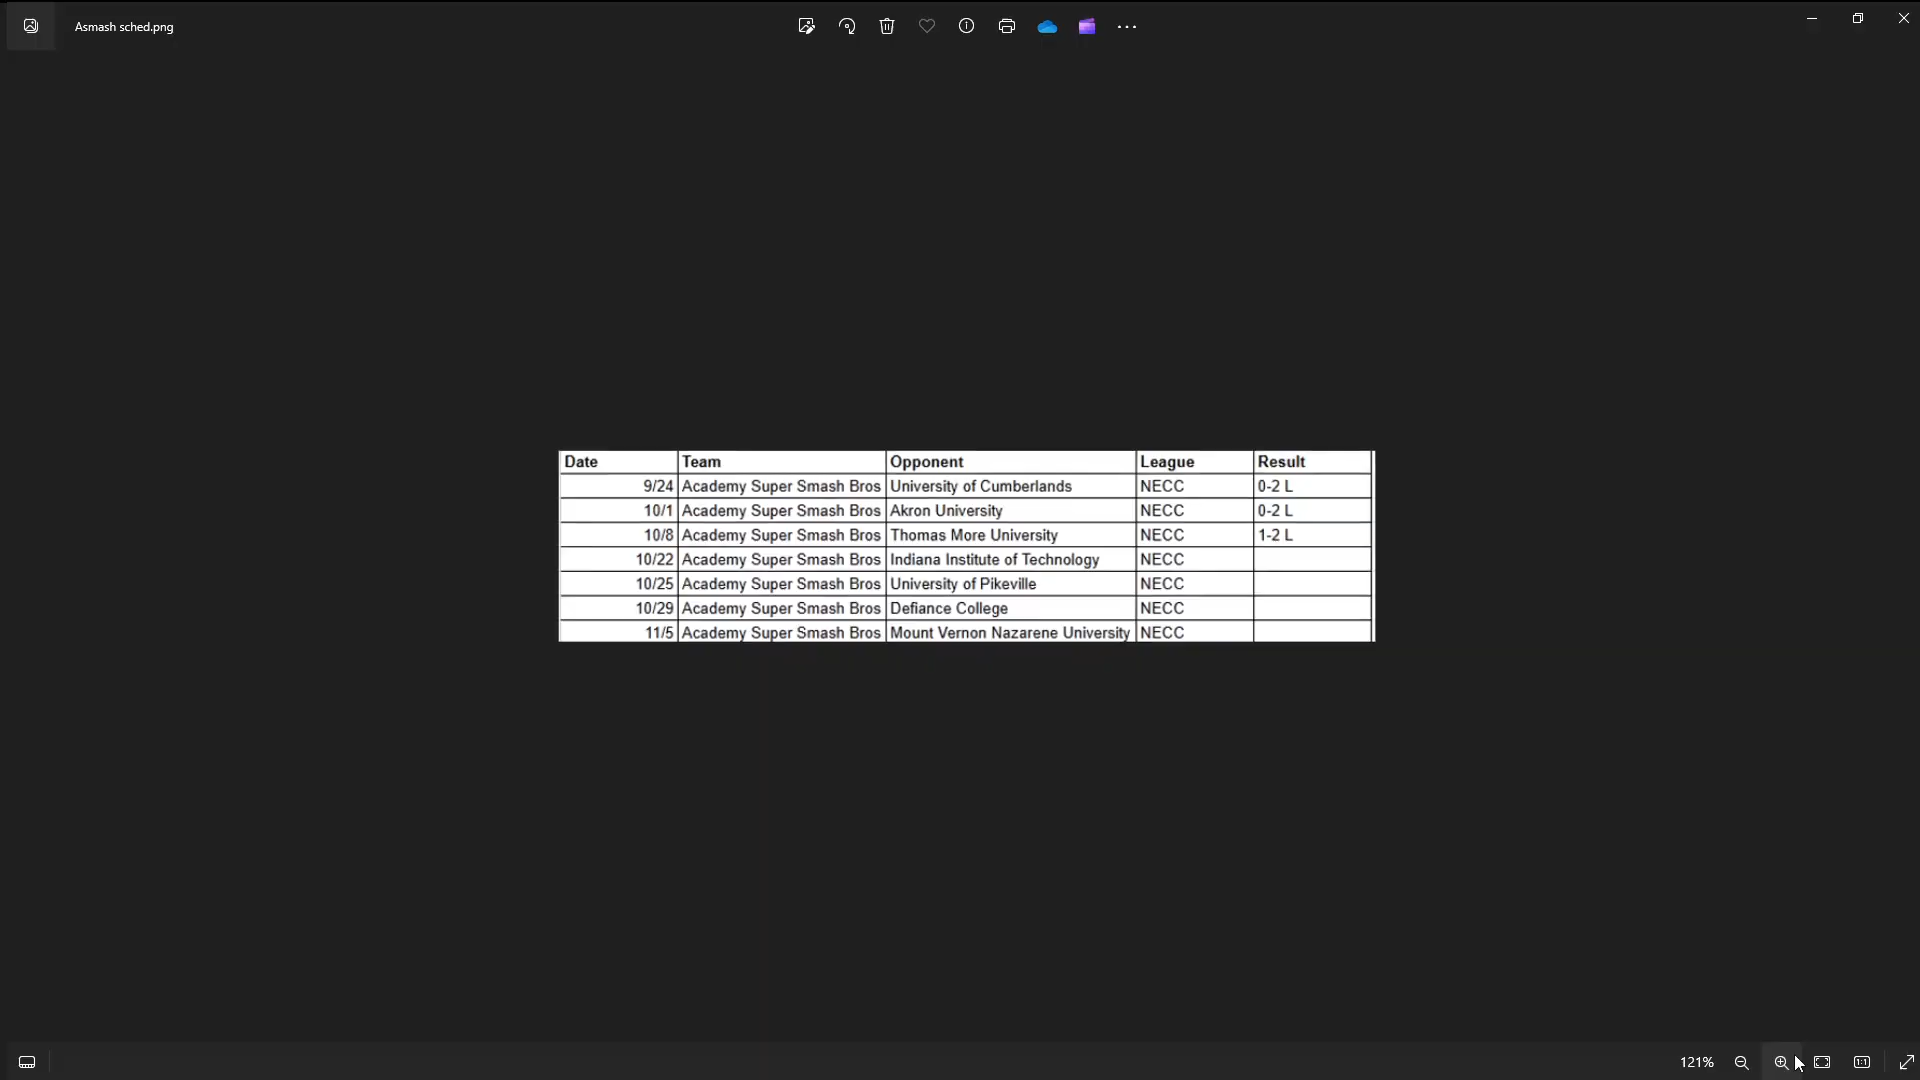 Asmash sched.png
Date Team Opponent League Result
9/24 Academy Super Smash Bros University of Cumberlands NECC 0-2 L
10/1 Academy Super Smash Bros Akron University NECC 0-2 L
10/8 Academy Super Smash Bros Thomas More University NECC 1-2 L
10/22 Academy Super Smash Bros Indiana Institute of Technology NECC
10/25 Academy Super Smash Bros University of Pikeville NECC
10/29 Academy Super Smash Bros Defiance College NECC
11/5 Academy Super Smash Bros Mount Vernon Nazarene University NECC
121%